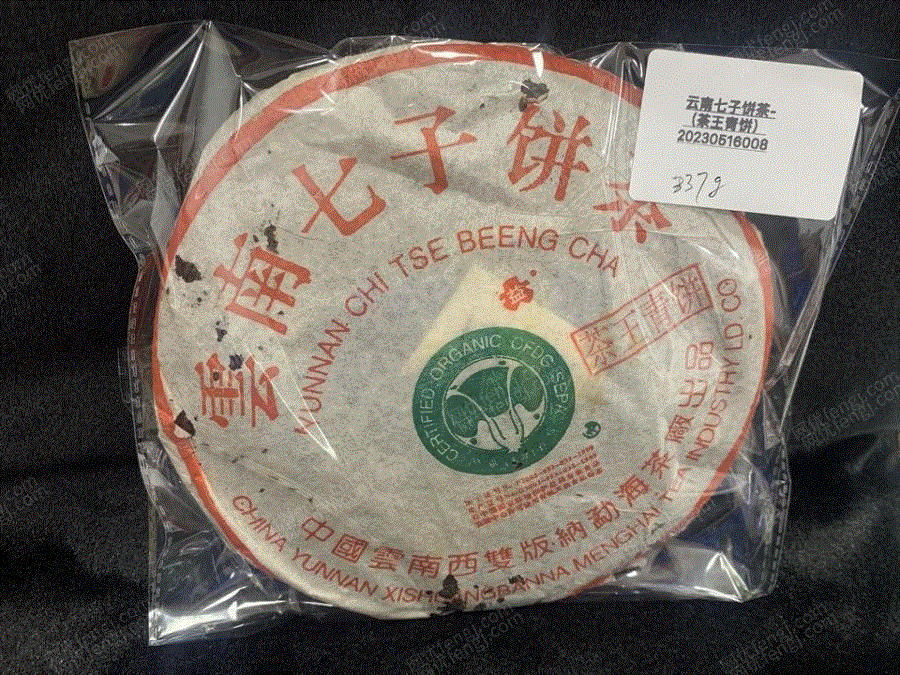 云南七子饼茶-
(茶王青饼)
20230516008
337g
雲南七子饼茶
YUNNAN CHI TSE BEENG CHA
茶王青饼
CERTIFIED ORGANIC OFDC-SEPA
中國雲南西雙版納勐海茶廠出品
CHINA YUNNAN XISHUANGBANNA MENGHAI TEA INDUSTRY LTD CO